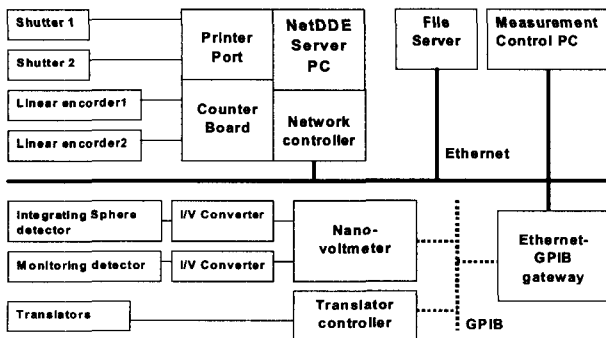 Shutter 1
Shutter 2
Linear encorder1
Linear encorder2
Printer
Port
NetDDE
Server
PC
Counter
Board
Network
controller
File
Server
Measurement
Control PC
Ethernet
Integrating Sphere
detector
I/V Converter
Monitoring detector
I/V Converter
Nano-
voltmeter
Translators
Translator
controller
GPIB
Ethernet-
GPIB
gateway